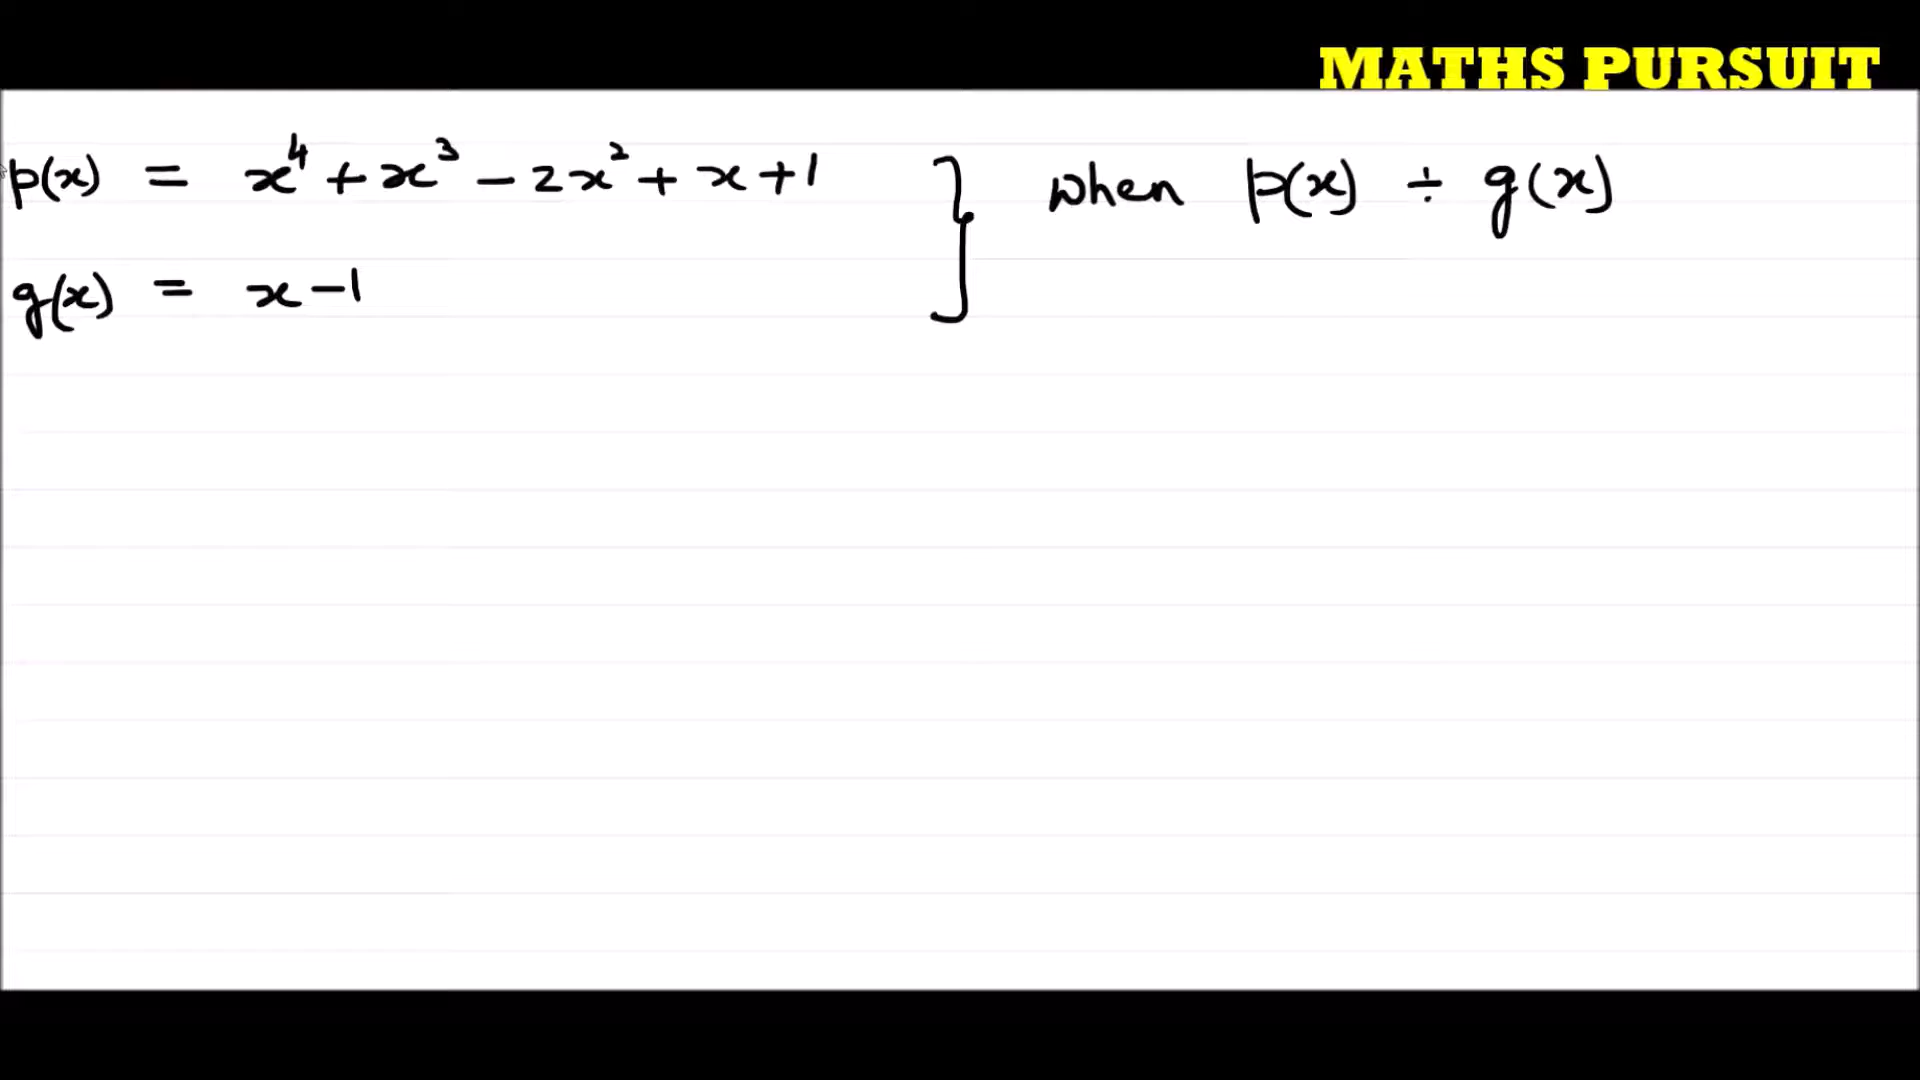 MATHS PURSUIT
p(x) = x⁴ + x³ - 2x² + x + 1 } when p(x) ÷ g(x)
g(x) = x - 1